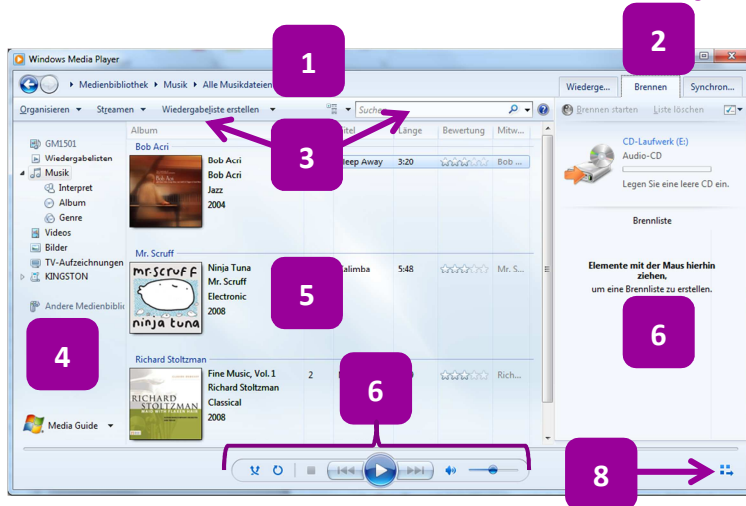 Windows Media Player
1
2
Medienbibliothek ▸ Musik ▸ Alle Musikdateien
Wiederge... Brennen Synchron...
Organisieren Streamen Wiedergabeliste erstellen
Suchen
Brennen starten Liste löschen
3
Album Länge Bewertung Mitw...
GM1501
Wiedergabelisten
Musik
Interpret
Album
Genre
Videos
Bilder
TV-Aufzeichnungen
KINGSTON
Andere Medienbiblic
4
Media Guide
Bob Acri
Bob Acri
Bob Acri
Jazz
2004
3:20 Bob ...
Mr. Scruff
mr.scruff
ninja tuna
Ninja Tuna
Mr. Scruff
Electronic
2008
5:48 Mr. S...
5
Richard Stoltzman
RICHARD
STOLTZMAN
Fine Music, Vol. 1
Richard Stoltzman
Classical
2008
2 Rich...
6
CD-Laufwerk (E:)
Audio-CD
Legen Sie eine leere CD ein.
Brennliste
Elemente mit der Maus hierhin
ziehen,
um eine Brennliste zu erstellen.
6
8